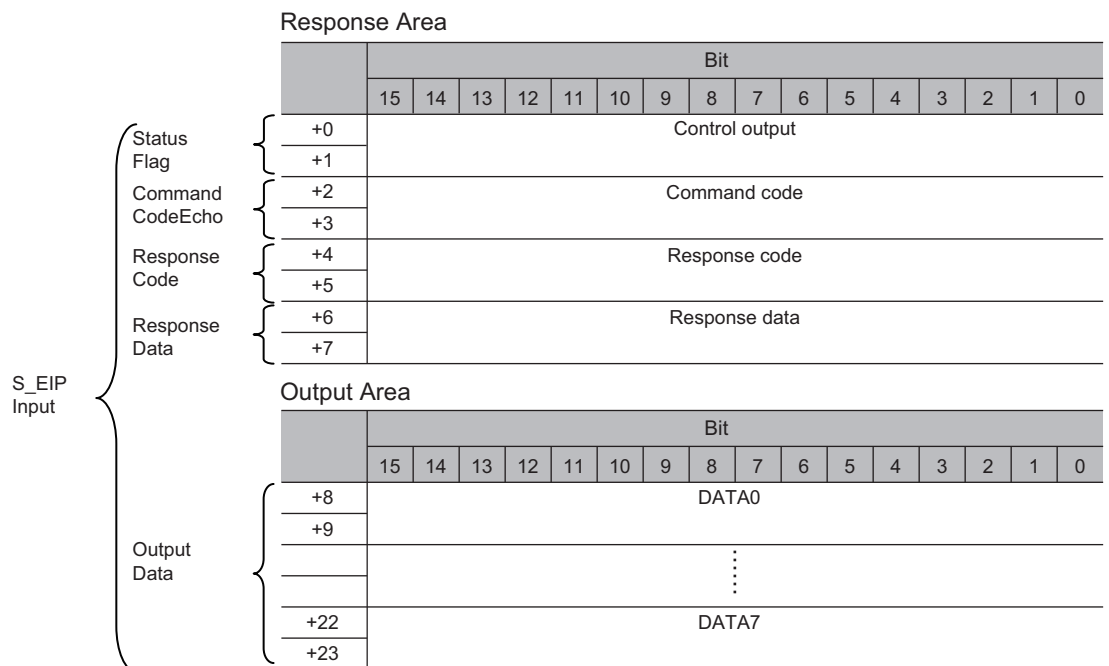 Response Area
Bit
15 14 13 12 11 10 9 8 7 6 5 4 3 2 1 0
Status
Flag
+0 Control output
+1
Command
CodeEcho
+2 Command code
+3
Response
Code
+4 Response code
+5
Response
Data
+6 Response data
+7
S_EIP
Input
Output Area
Bit
15 14 13 12 11 10 9 8 7 6 5 4 3 2 1 0
+8 DATA0
+9
Output
Data
+22 DATA7
+23